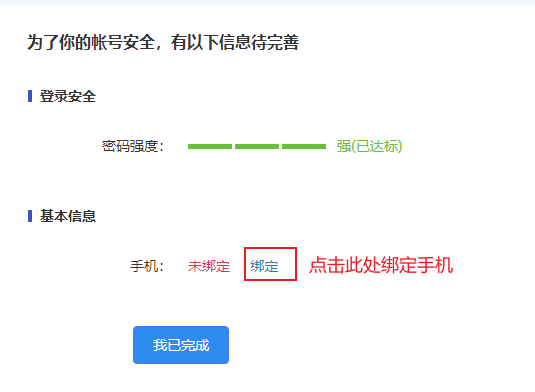 为了你的帐号安全，有以下信息待完善
登录安全
密码强度： 强(已达标)
基本信息
手机： 未绑定 绑定 点击此处绑定手机
我已完成